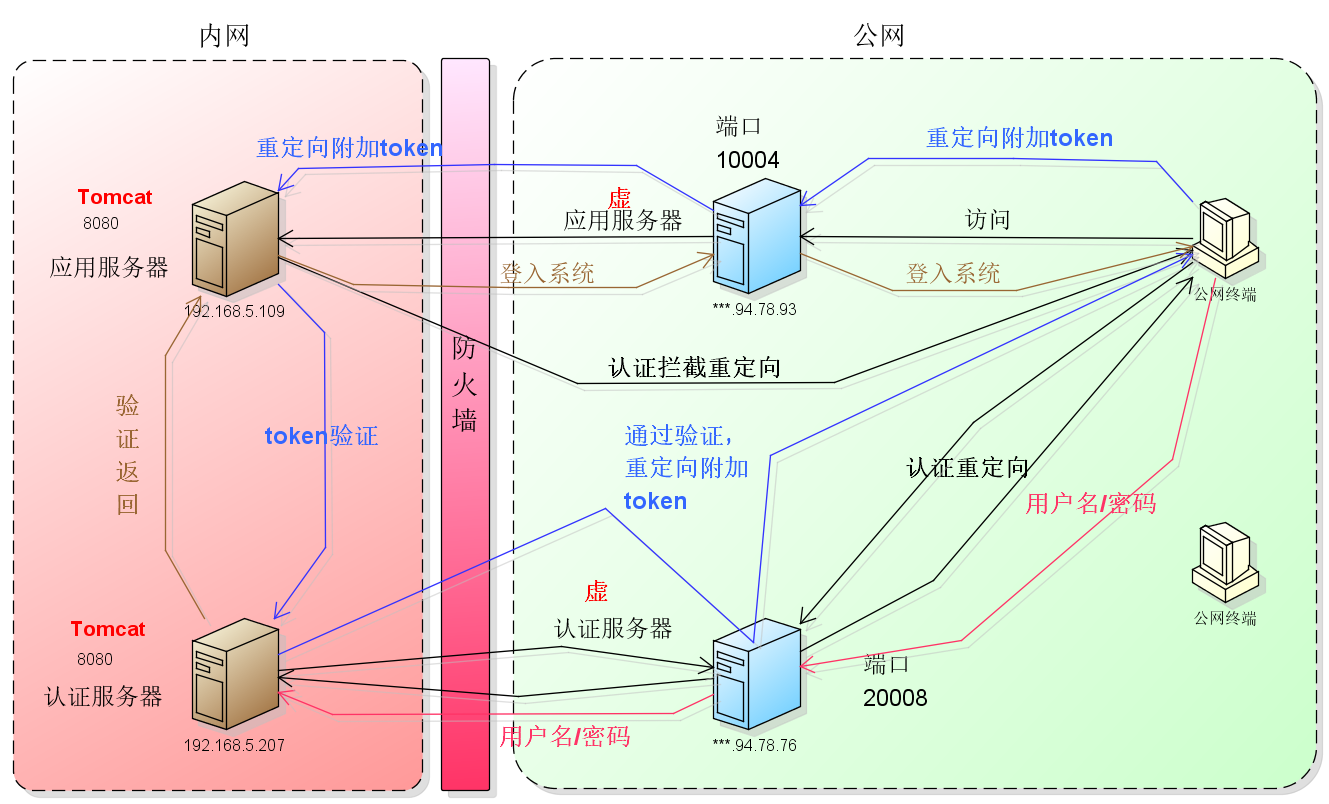 内网
公网
重定向附加token
端口
10004
重定向附加token
Tomcat
8080
应用服务器
192.168.5.109
虚
应用服务器
***.94.78.93
访问
登入系统
登入系统
公网终端
防
火
墙
认证拦截重定向
验
证
返
回
token验证
通过验证，
重定向附加
token
认证重定向
用户名/密码
虚
认证服务器
公网终端
Tomcat
8080
认证服务器
192.168.5.207
端口
20008
用户名/密码
***.94.78.76